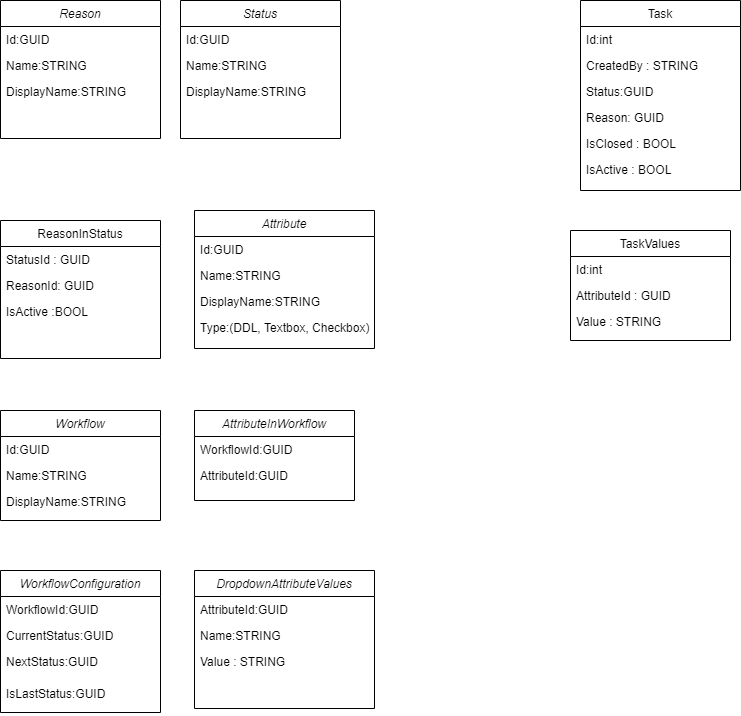 Reason
Id:GUID
Name:STRING
DisplayName:STRING
Status
Id:GUID
Name:STRING
DisplayName:STRING
Task
Id:int
CreatedBy : STRING
Status:GUID
Reason: GUID
IsClosed : BOOL
IsActive : BOOL
ReasonInStatus
StatusId : GUID
ReasonId: GUID
IsActive :BOOL
Attribute
Id:GUID
Name:STRING
DisplayName:STRING
Type:(DDL, Textbox, Checkbox)
TaskValues
Id:int
AttributeId : GUID
Value : STRING
Workflow
Id:GUID
Name:STRING
DisplayName:STRING
AttributeInWorkflow
WorkflowId:GUID
AttributeId:GUID
WorkflowConfiguration
WorkflowId:GUID
CurrentStatus:GUID
NextStatus:GUID
IsLastStatus:GUID
DropdownAttributeValues
AttributeId:GUID
Name:STRING
Value : STRING